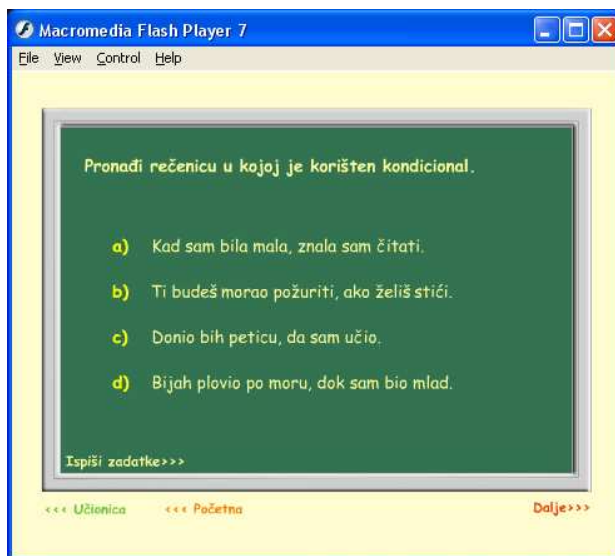 Macromedia Flash Player 7
File View Control Help
Pronađi rečenicu u kojoj je korišten kondicional.
a) Kad sam bila mala, znala sam čitati.
b) Ti budeš morao požuriti, ako želiš stići.
c) Donio bih peticu, da sam učio.
d) Bijah plovio po moru, dok sam bio mlad.
Ispiši zadatke>>>
<<< Učionica <<< Početna Dalje>>>